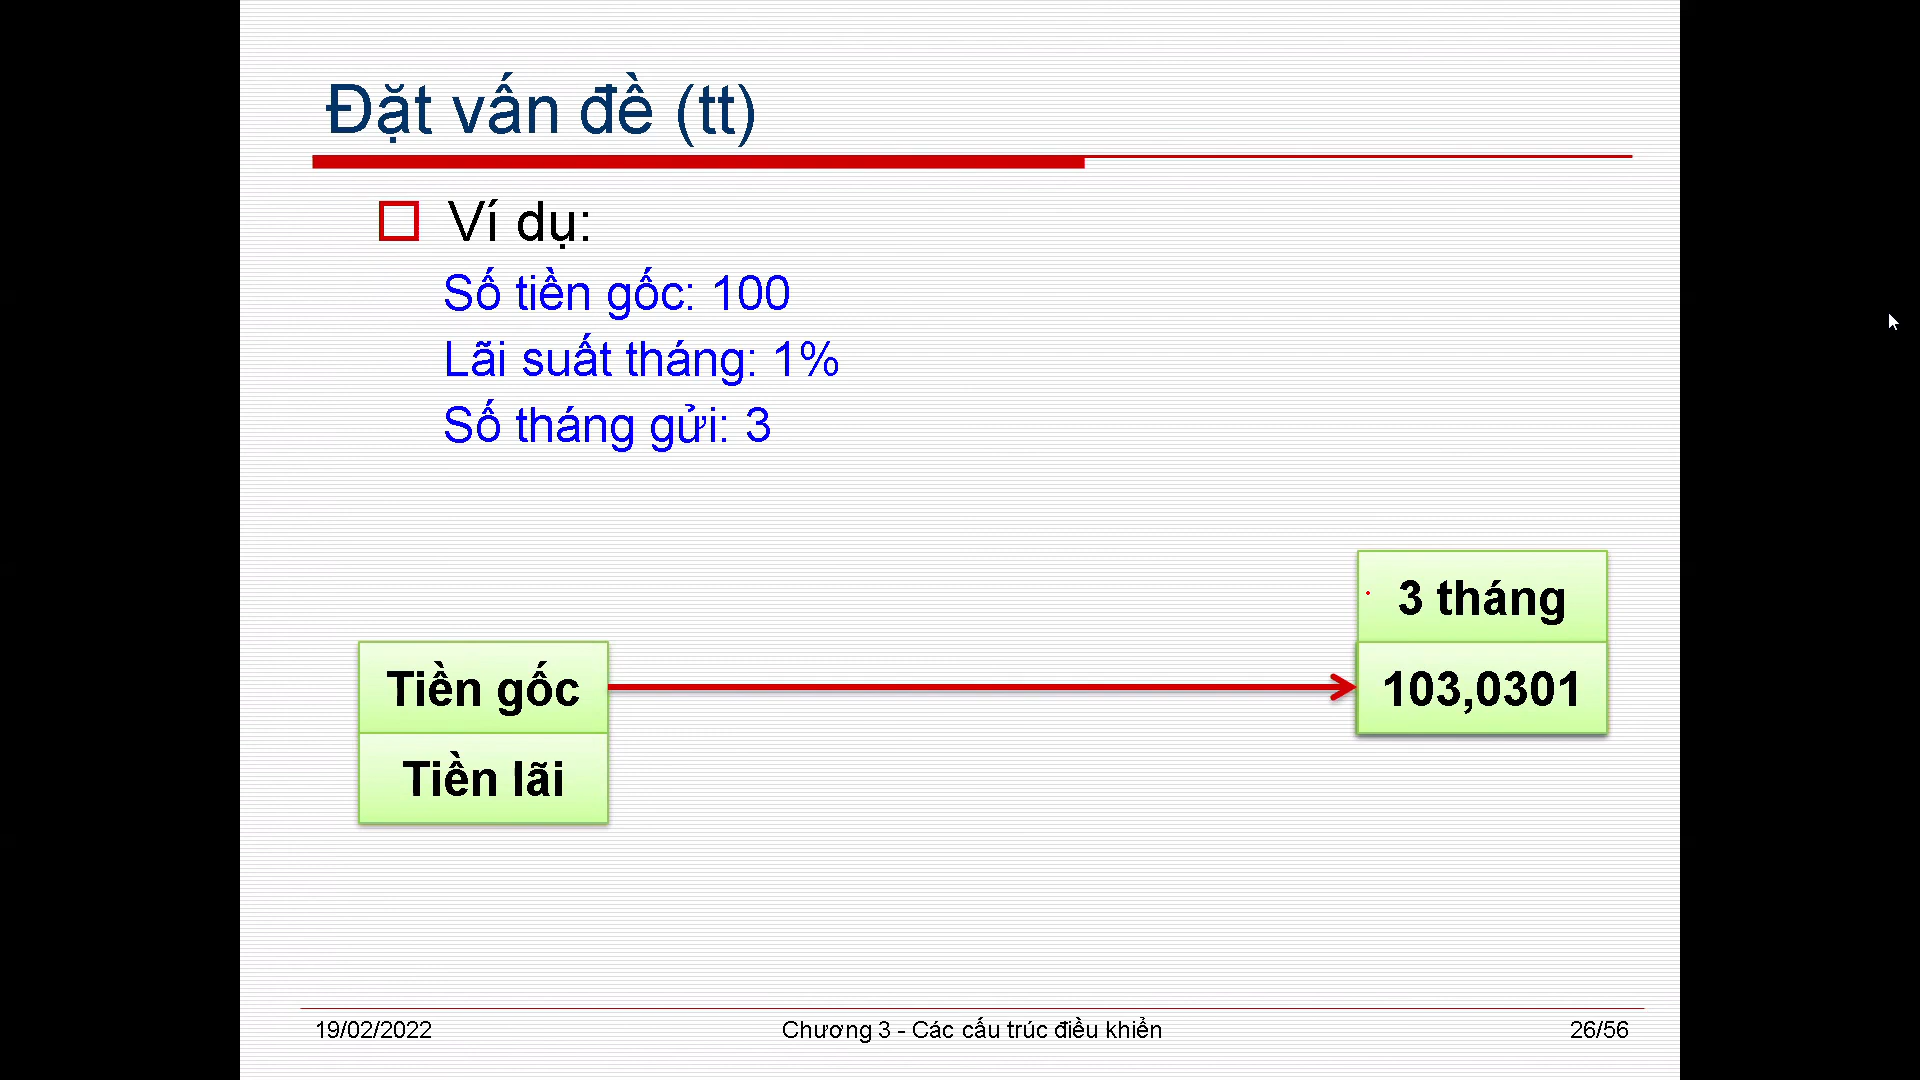 Đặt vấn đề (tt)
Ví dụ:
Số tiền gốc: 100
Lãi suất tháng: 1%
Số tháng gửi: 3
3 tháng
Tiền gốc
103,0301
Tiền lãi
19/02/2022
Chương 3 - Các cấu trúc điều khiển
26/56